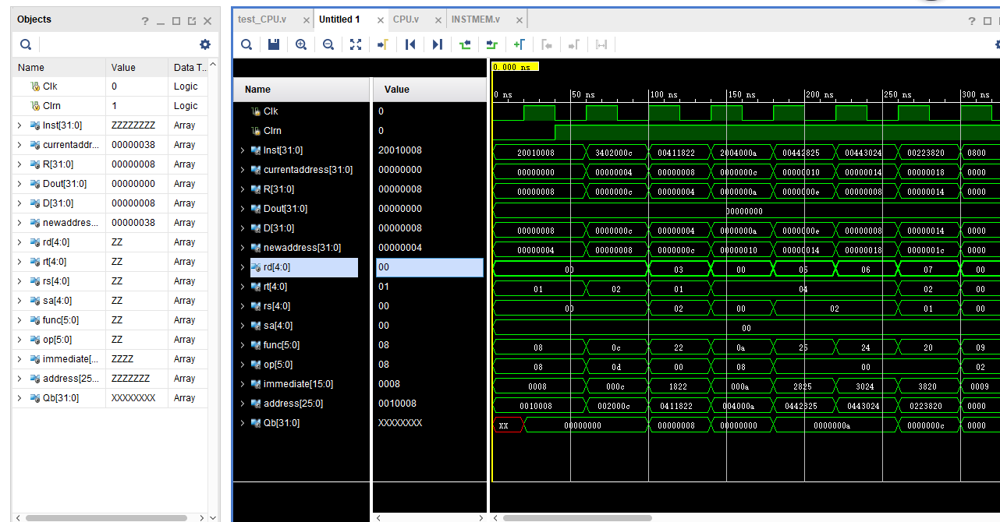 Objects
Name Value Data T...
Clk 0 Logic
Clrn 1 Logic
Inst[31:0] ZZZZZZZZ Array
currentaddr... 00000038 Array
R[31:0] 00000008 Array
Dout[31:0] 00000000 Array
D[31:0] 00000008 Array
newaddres... 00000038 Array
rd[4:0] ZZ Array
rt[4:0] ZZ Array
rs[4:0] ZZ Array
sa[4:0] ZZ Array
func[5:0] ZZ Array
op[5:0] ZZ Array
immediate[... ZZZZ Array
address[25... ZZZZZZZ Array
Qb[31:0] XXXXXXXX Array
test_CPU.v Untitled 1 CPU.v INSTMEM.v
0.000 ns
Name Value
0 ns 50 ns 100 ns 150 ns 200 ns 250 ns 300 ns
Clk 0
Clrn 0
Inst[31:0] 20010008 20010008 3402000c 00411822 2004000a 00442825 00443024 00223820 0800
currentaddress[31:0] 00000000 00000000 00000004 00000008 0000000c 00000010 00000014 00000018 0000
R[31:0] 00000008 00000008 0000000c 00000004 0000000a 0000000e 00000008 00000014 0000
Dout[31:0] 00000000 00000000
D[31:0] 00000008 00000008 0000000c 00000004 0000000a 0000000e 00000008 00000014 0000
newaddress[31:0] 00000004 00000004 00000008 0000000c 00000010 00000014 00000018 0000001c 0000
rd[4:0] 00 00 03 00 05 06 07 00
rt[4:0] 01 01 02 01 04 02 00
rs[4:0] 00 00 02 00 02 01 00
sa[4:0] 00 00
func[5:0] 08 08 0c 22 0a 25 24 20 09
op[5:0] 08 08 0d 00 08 00 02
immediate[15:0] 0008 0008 000c 1822 000a 2825 3024 3820 0009
address[25:0] 0010008 0010008 002000c 0411822 004000a 0442825 0443024 0223820 0000
Qb[31:0] XXXXXXXX XX 00000000 00000008 00000000 0000000a 0000000c 0000